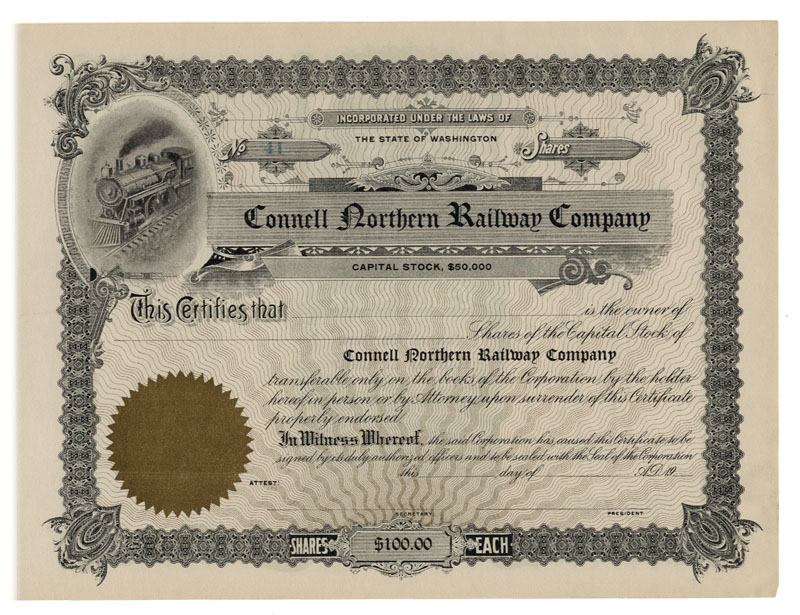 INCORPORATED UNDER THE LAWS OF
THE STATE OF WASHINGTON
No. 41 Shares
Connell Northern Railway Company
CAPITAL STOCK, $50,000
This Certifies that is the owner of
Shares of the Capital Stock of
Connell Northern Railway Company
transferable only on the books of the Corporation by the holder
hereof in person or by Attorney upon surrender of this Certificate
properly endorsed
In Witness Whereof, the said Corporation has caused this Certificate to be
signed by its duly authorized officers and to be sealed with the Seal of the Corporation
this day of A.D. 19
ATTEST:
SECRETARY PRESIDENT
SHARES $100.00 EACH